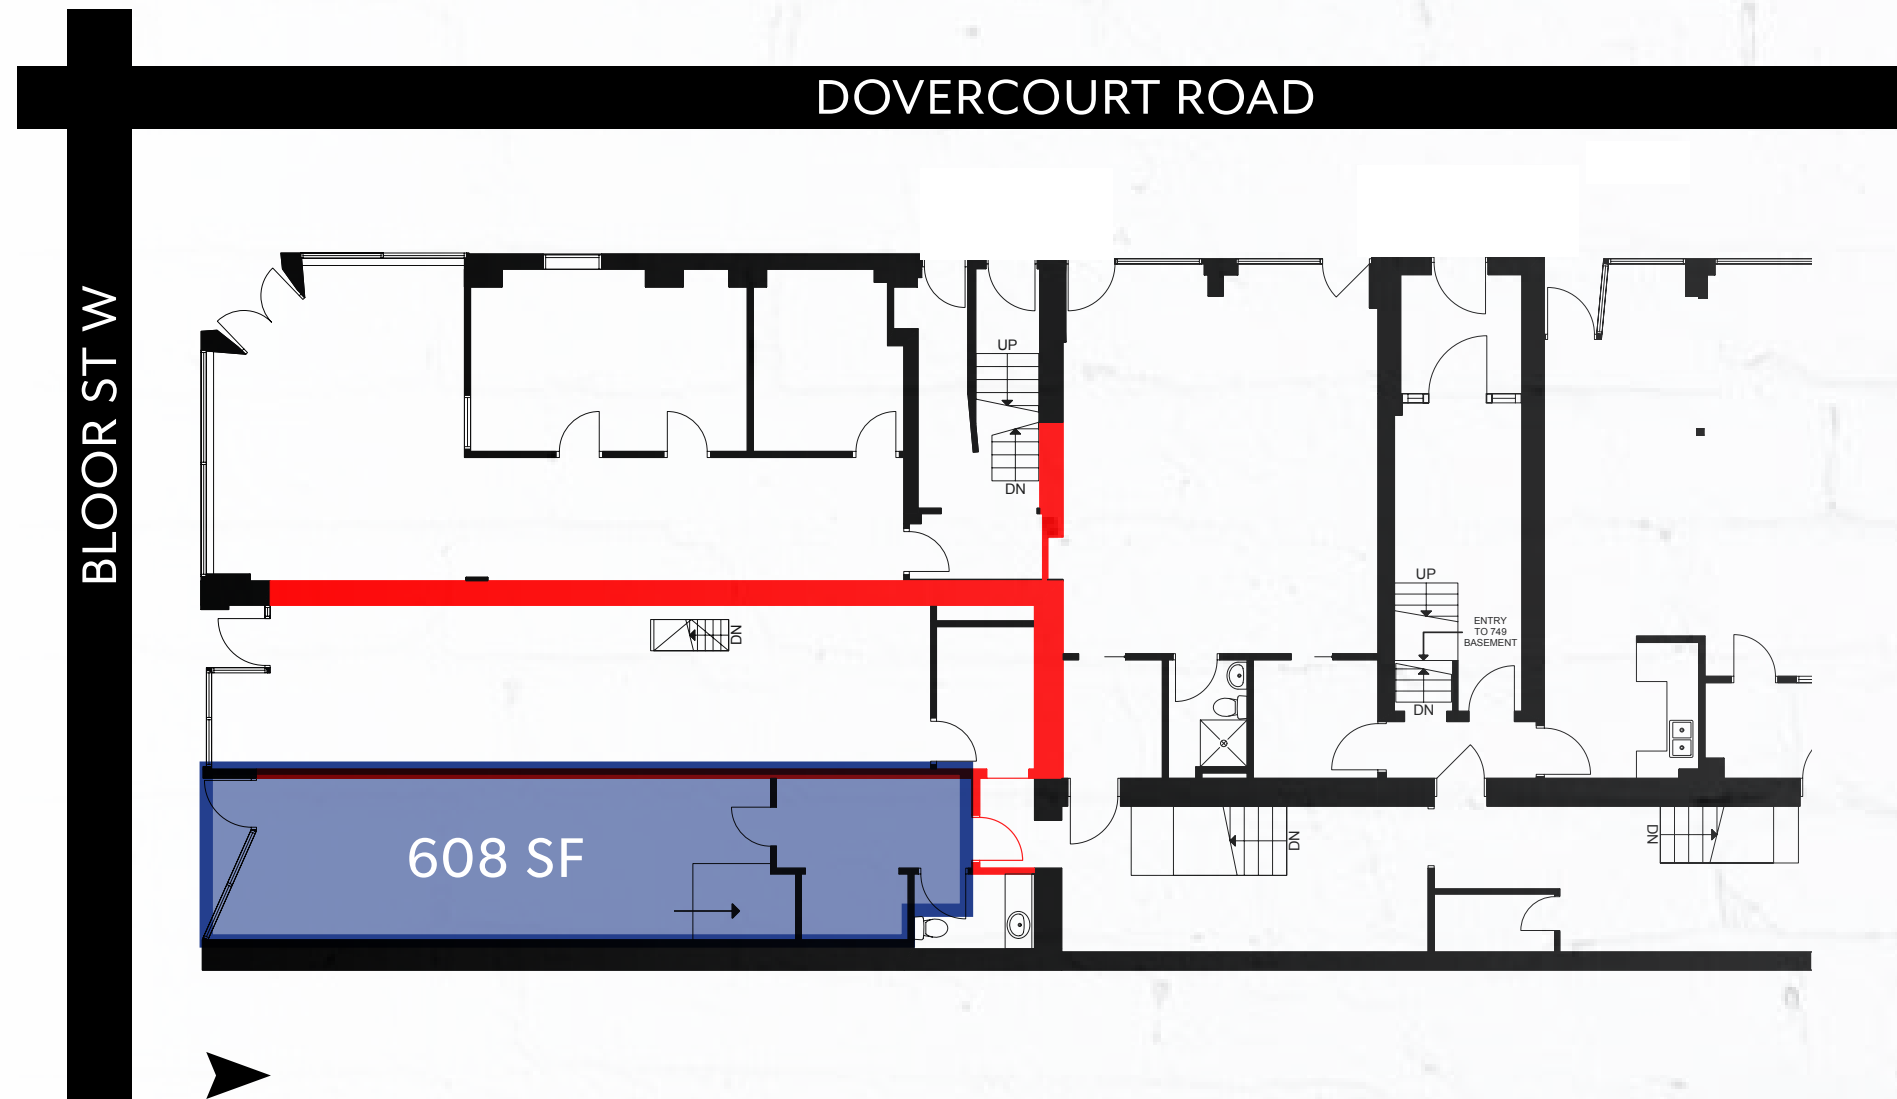 DOVERCOURT ROAD
BLOOR ST W
UP
DN
DN
UP
ENTRY
TO 749
BASEMENT
DN
608 SF
DN
DN